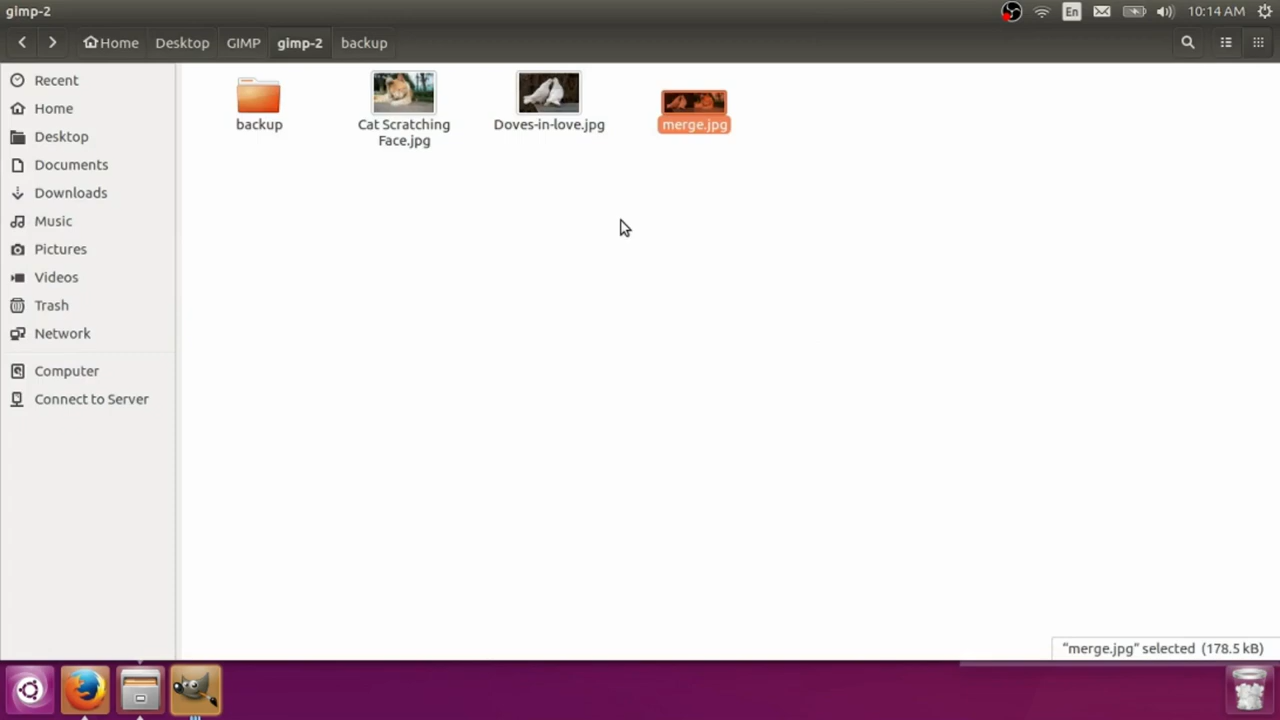 gimp-2
En
10:14 AM
Home
Desktop
GIMP
gimp-2
backup
Recent
Home
Desktop
Documents
Downloads
Music
Pictures
Videos
Trash
Network
Computer
Connect to Server
backup
Cat Scratching
Face.jpg
Doves-in-love.jpg
merge.jpg
"merge.jpg" selected (178.5 kB)